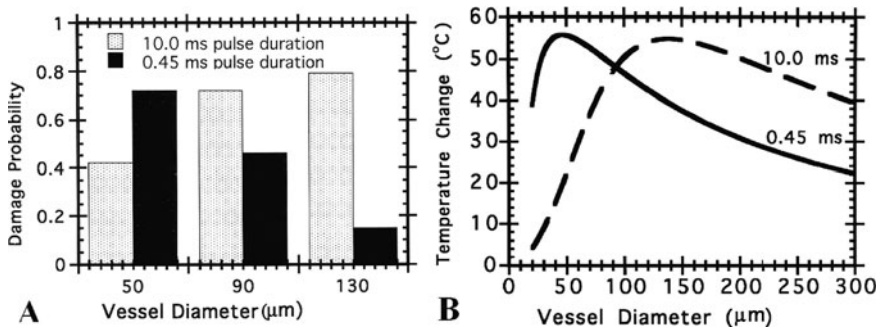 Damage Probability
1
0.8
0.6
0.4
0.2
0
10.0 ms pulse duration
0.45 ms pulse duration
50 90 130
Vessel Diameter(μm)
A
Temperature Change (°C)
60
50
40
30
20
10
0
10.0 ms
0.45 ms
0 50 100 150 200 250 300
Vessel Diameter (μm)
B